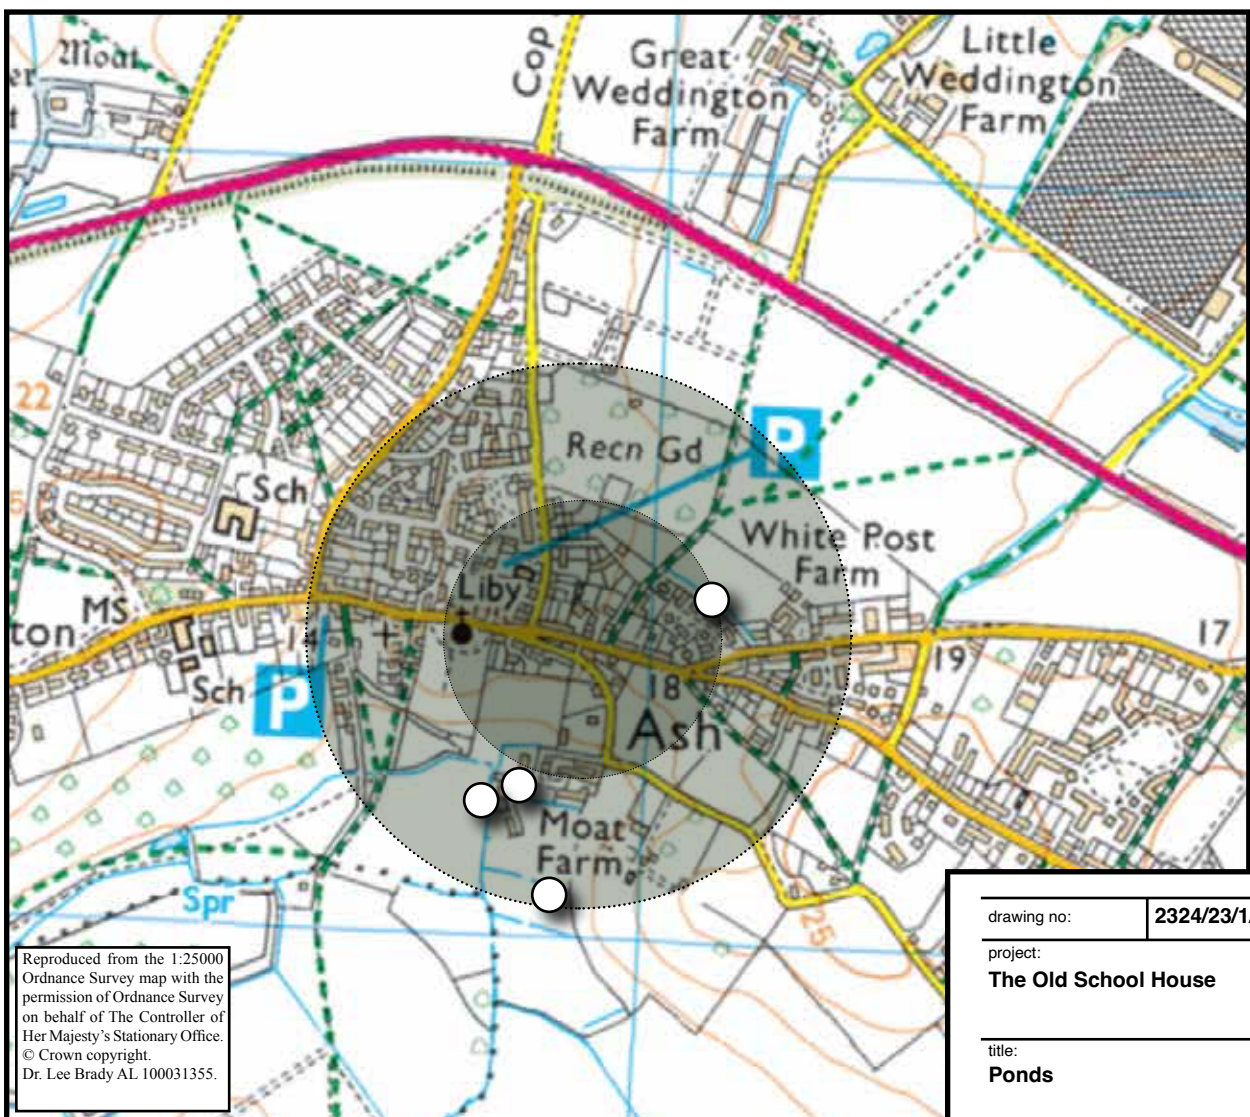 Moat
Cop
Great
Weddington
Farm
Little
Weddington
Farm
22
Recn Gd
P
Sch
White Post
Farm
MS
Liby
ton
14
17
19
18
Sch
P
Ash
Moat
Farm
Spr
25
Reproduced from the 1:25000
Ordnance Survey map with the
permission of Ordnance Survey
on behalf of The Controller of
Her Majesty's Stationary Office.
© Crown copyright.
Dr. Lee Brady AL 100031355.
drawing no: 2324/23/1
project:
The Old School House
title:
Ponds